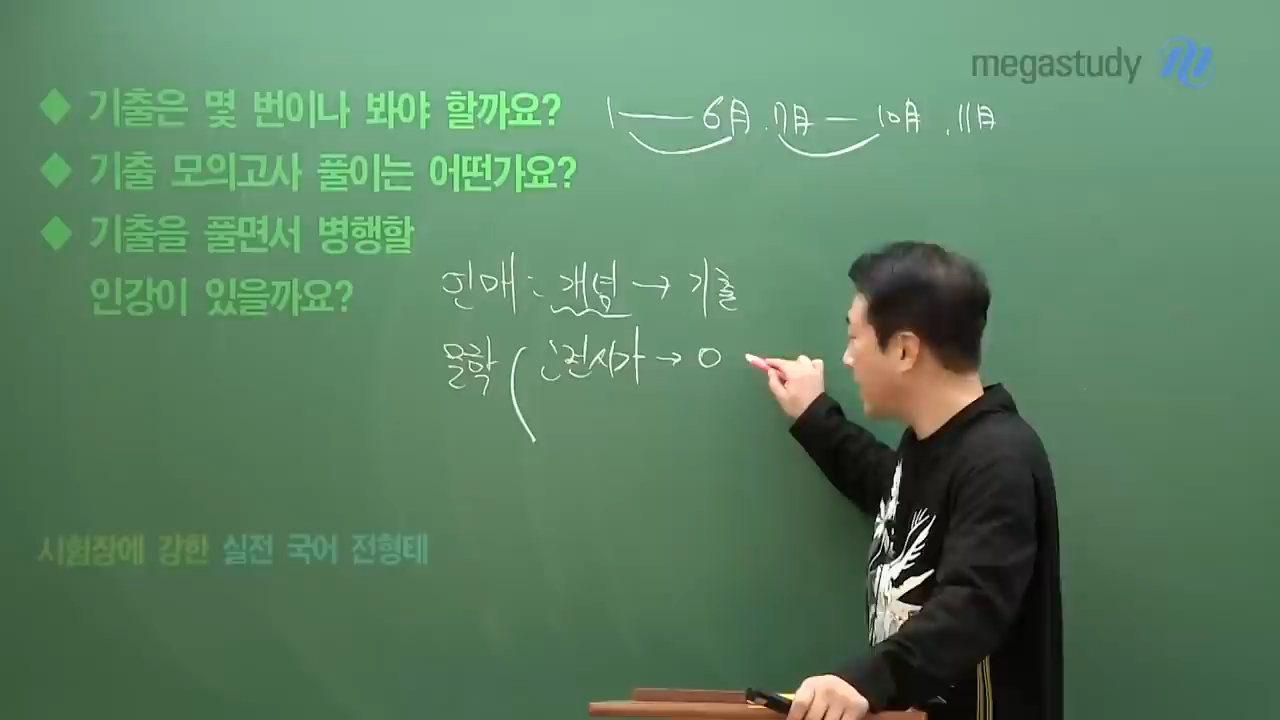 megastudy
◆ 기출은 몇 번이나 봐야 할까요?
1 — 6月 . 7月 — 10月 . 11月
◆ 기출 모의고사 풀이는 어떤가요?
◆ 기출을 풀면서 병행할
인강이 있을까요?
언매 : 개념 → 기출
문학 ( 고전시가 → O
시험장에 강한 실전 국어 전형태